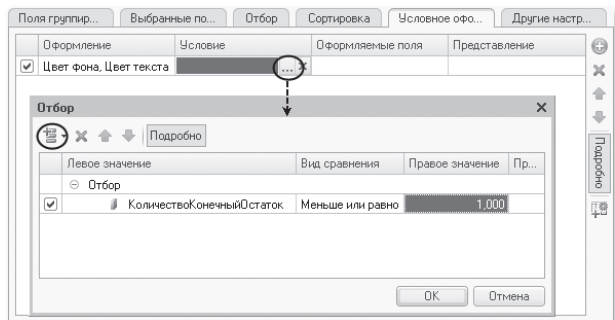 Поля группир... Выбранные по... Отбор Сортировка Условное офо... Другие настр...
Оформление Условие Оформляемые поля Представление
Цвет фона, Цвет текста ...
Отбор
Подробно
Подробно
Левое значение Вид сравнения Правое значение Пр...
Отбор
КоличествоКонечныйОстаток Меньше или равно 1,000
OK Отмена